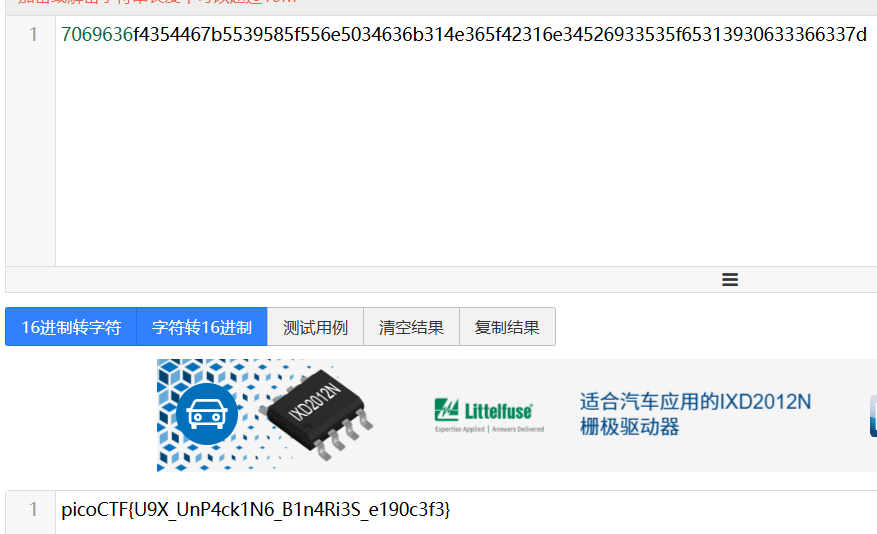 1 7069636f4354467b5539585f556e5034636b314e365f42316e34526933535f65313930633366337d
16进制转字符 字符转16进制 测试用例 清空结果 复制结果
IXD2012N
Littelfuse
Expertise Applied | Answers Delivered
适合汽车应用的IXD2012N
栅极驱动器
1 picoCTF{U9X_UnP4ck1N6_B1n4Ri3S_e190c3f3}